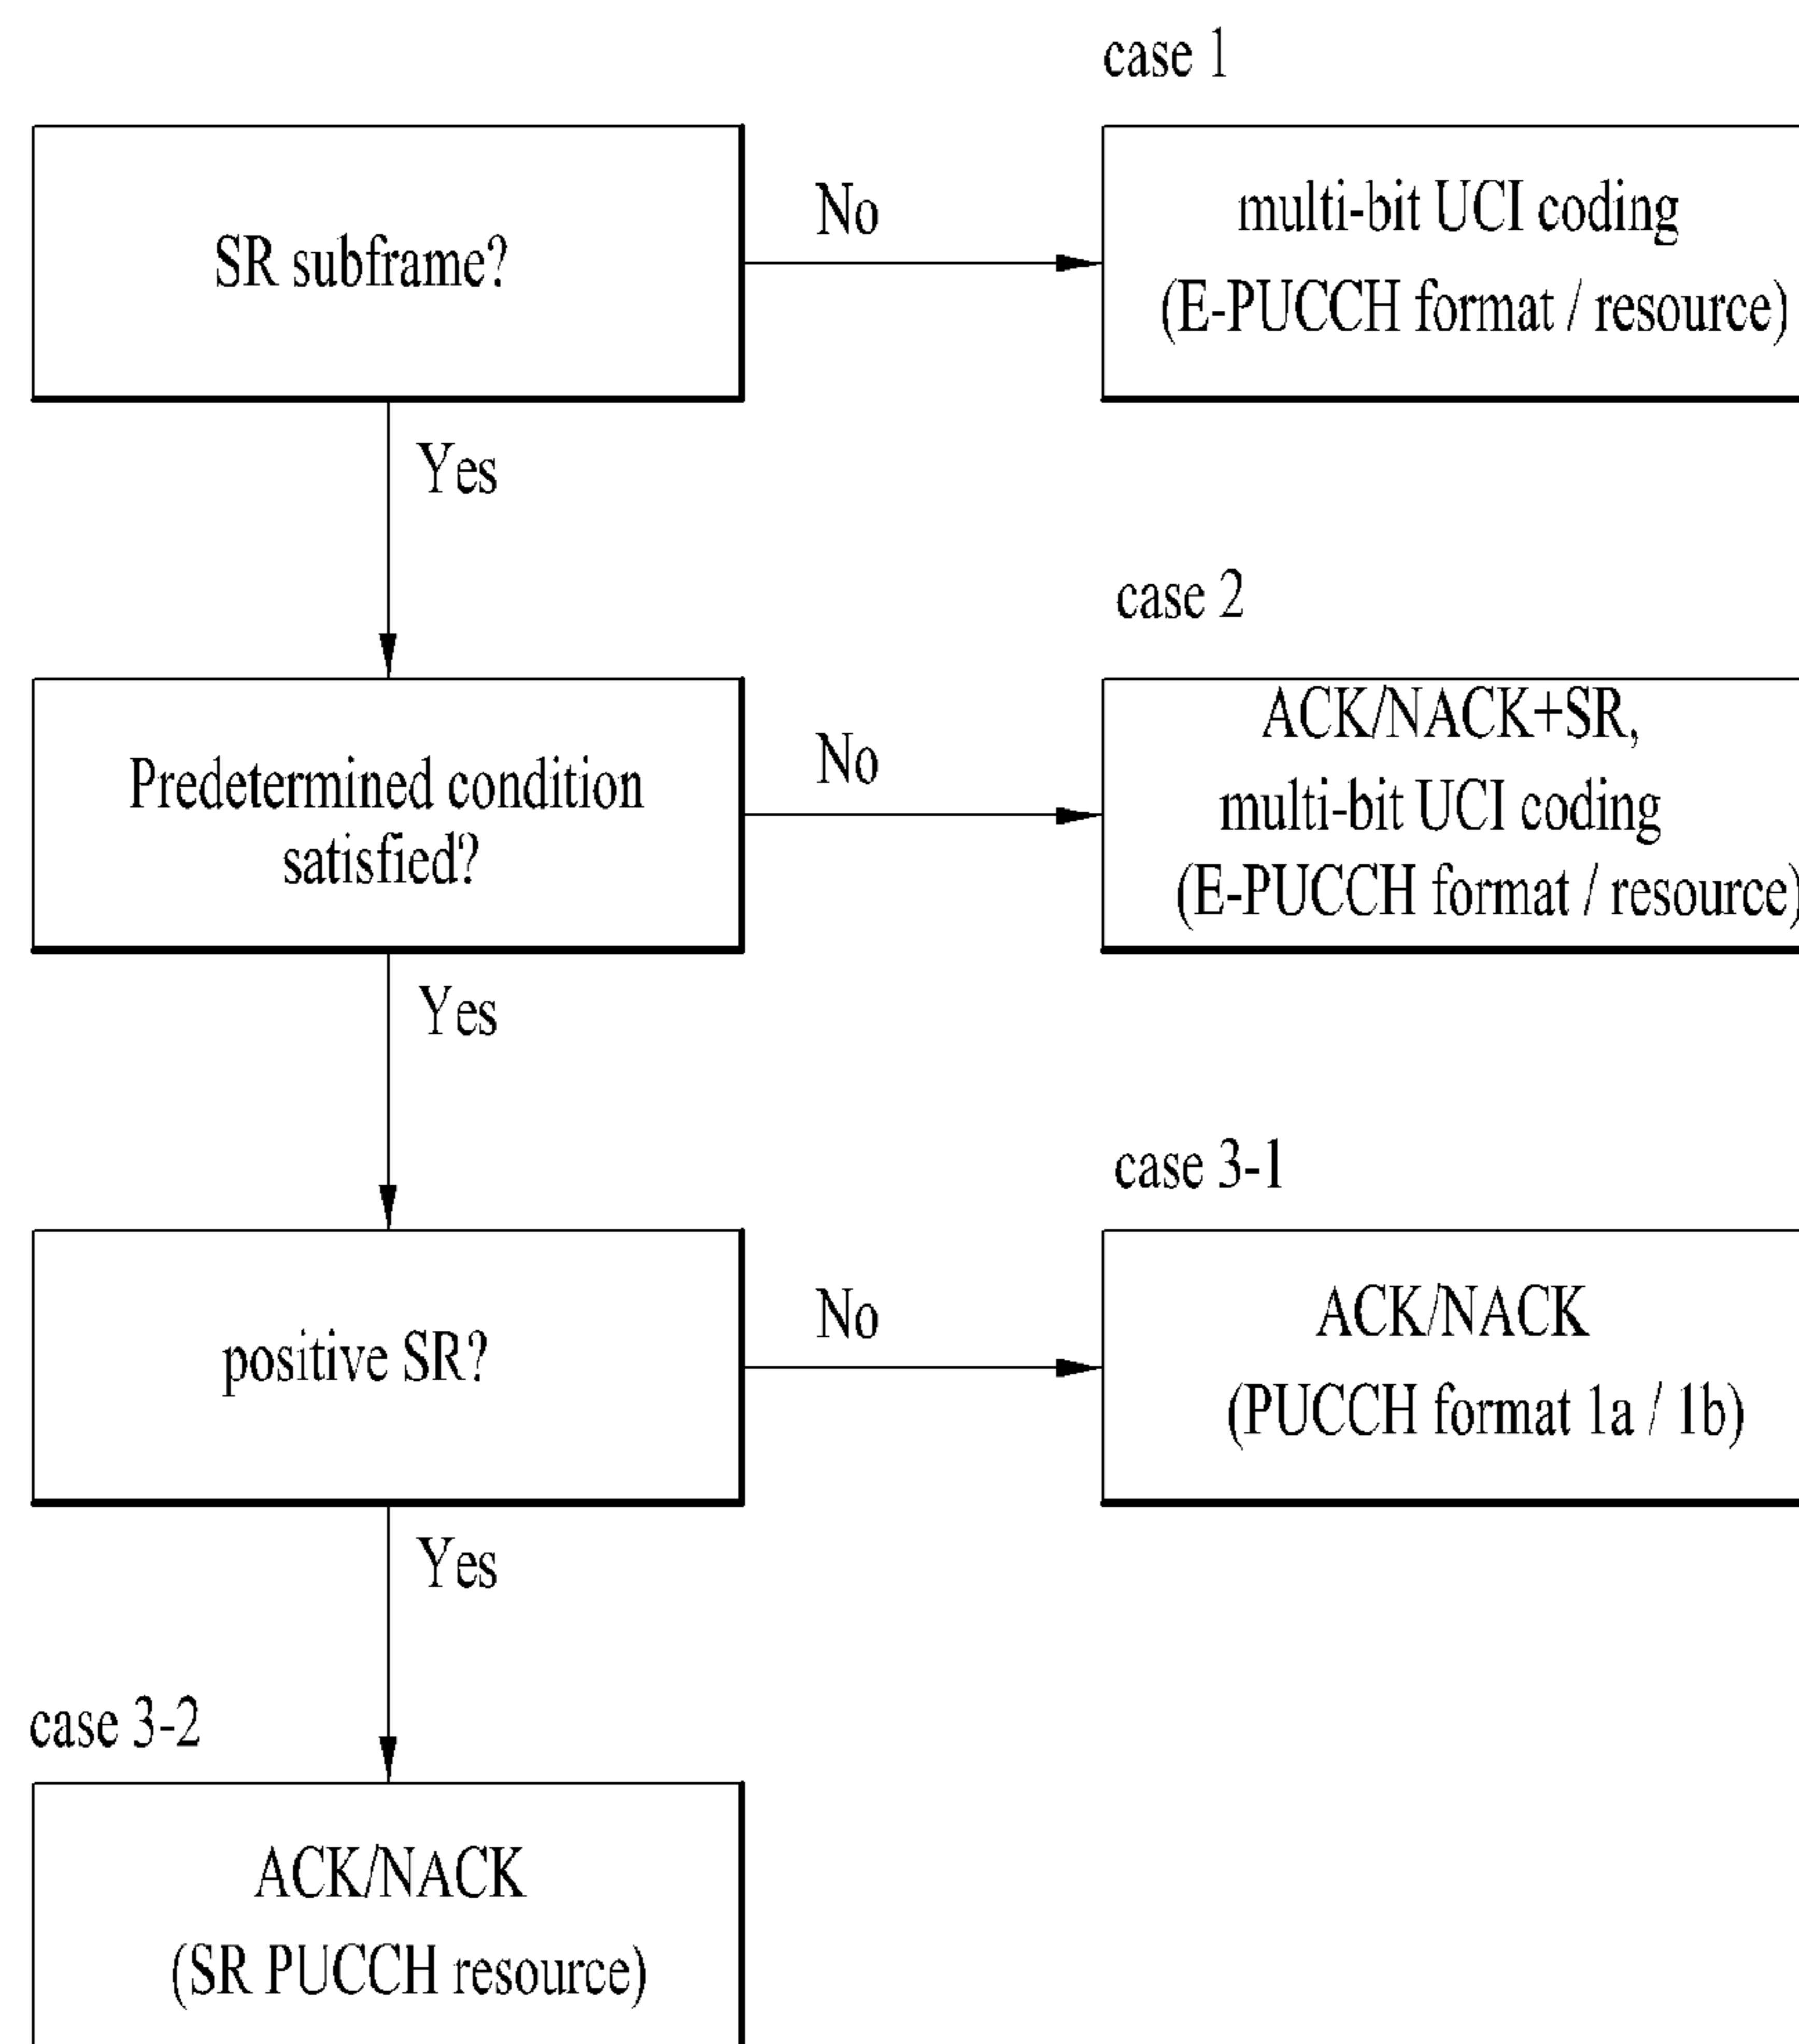 case 1
SR subframe?
No
multi-bit UCI coding
(E-PUCCH format / resource)
Yes
case 2
Predetermined condition
satisfied?
No
ACK/NACK+SR,
multi-bit UCI coding
(E-PUCCH format / resource)
Yes
case 3-1
positive SR?
No
ACK/NACK
(PUCCH format 1a / 1b)
Yes
case 3-2
ACK/NACK
(SR PUCCH resource)